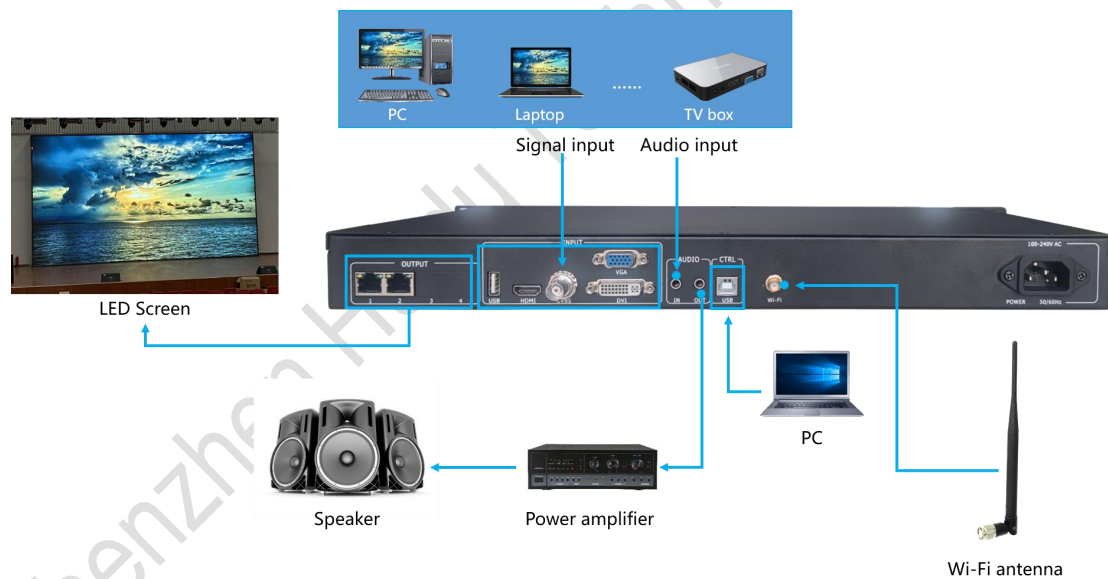 PC
Laptop
......
TV box
Signal input
Audio input
LED Screen
INPUT
100-240V AC
OUTPUT
VGA
AUDIO
CTRL
1
2
3
4
USB
HDMI
CVBS
DVI
IN
OUT
USB
Wi-Fi
POWER
50/60Hz
PC
Speaker
Power amplifier
Wi-Fi antenna